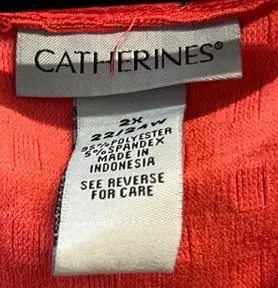 CATHERINES®
2X
22/24W
95% POLYESTER
5% SPANDEX
MADE IN
INDONESIA
SEE REVERSE
FOR CARE